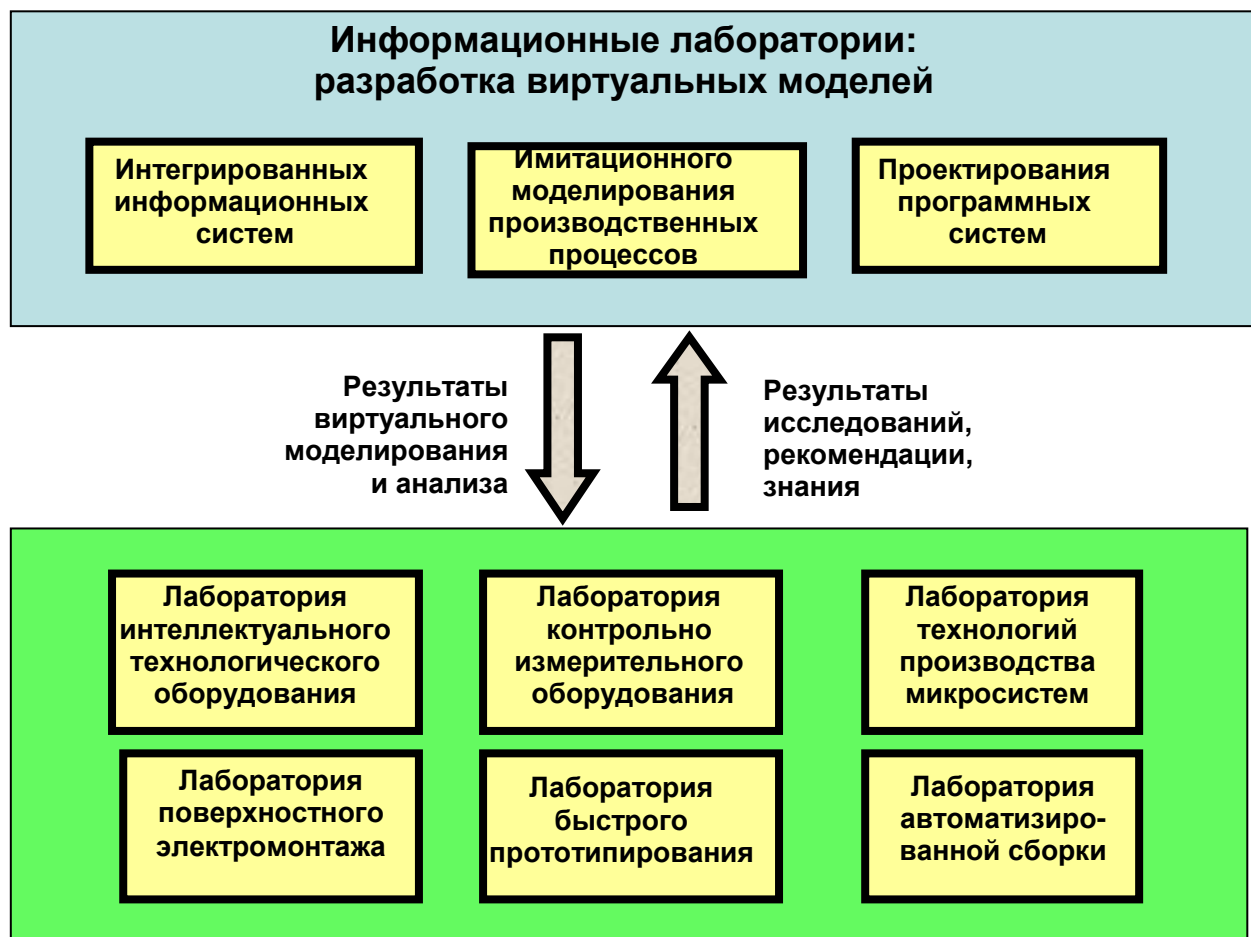 Информационные лаборатории:
разработка виртуальных моделей
Интегрированных
информационных
систем
Имитационного
моделирования
производственных
процессов
Проектирования
программных
систем
Результаты
виртуального
моделирования
и анализа
Результаты
исследований,
рекомендации,
знания
Лаборатория
интеллектуального
технологического
оборудования
Лаборатория
контрольно
измерительного
оборудования
Лаборатория
технологий
производства
микросистем
Лаборатория
поверхностного
электромонтажа
Лаборатория
быстрого
прототипирования
Лаборатория
автоматизиро-
ванной сборки